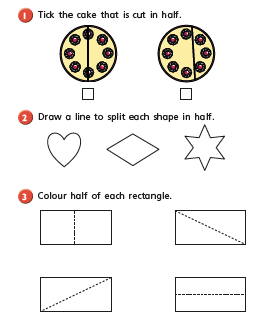 1 Tick the cake that is cut in half.
2 Draw a line to split each shape in half.
3 Colour half of each rectangle.